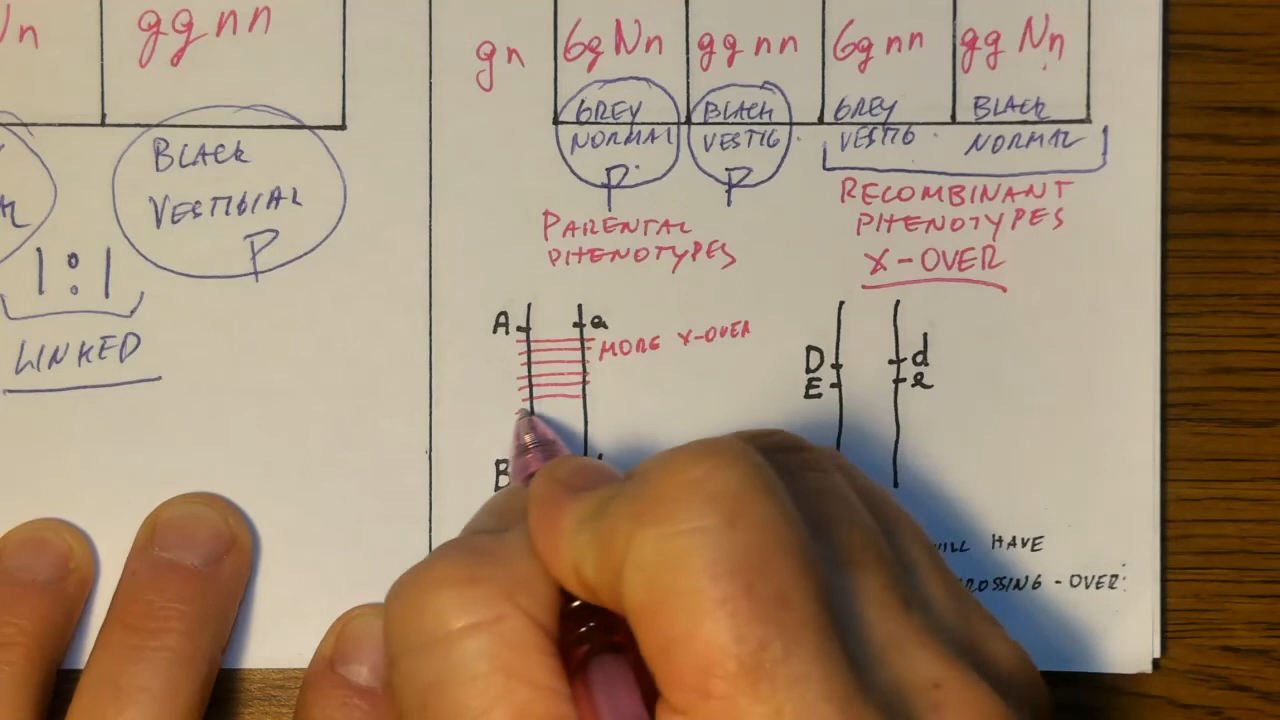 ggnn
BLACK
VESTIGIAL
P
1:1
LINKED
gn GgNn ggnn Ggnn ggNn
GREY BLACK GREY BLACK
NORMAL VESTIG VESTIG NORMAL
P P
PARENTAL
PHENOTYPES
RECOMBINANT
PHENOTYPES
X-OVER
A a
MORE X-OVER
B
D d
E e
WILL HAVE
CROSSING-OVER: